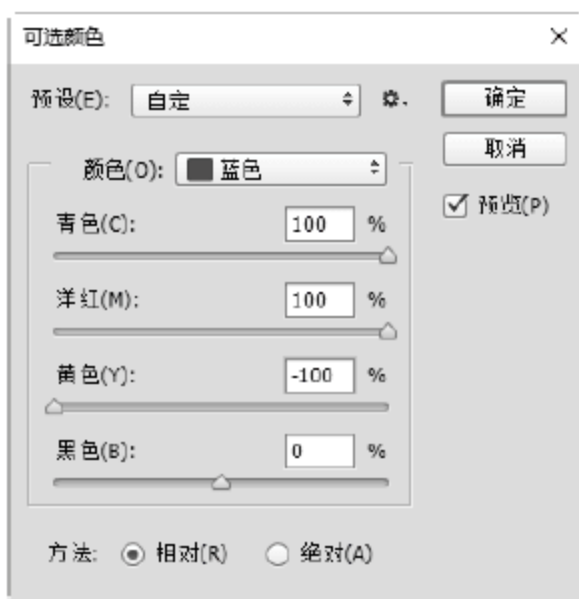 可选颜色
预设(E): 自定
确定
取消
预览(P)
颜色(O): 蓝色
青色(C): 100 %
洋红(M): 100 %
黄色(Y): -100 %
黑色(B): 0 %
方法: 相对(R) 绝对(A)